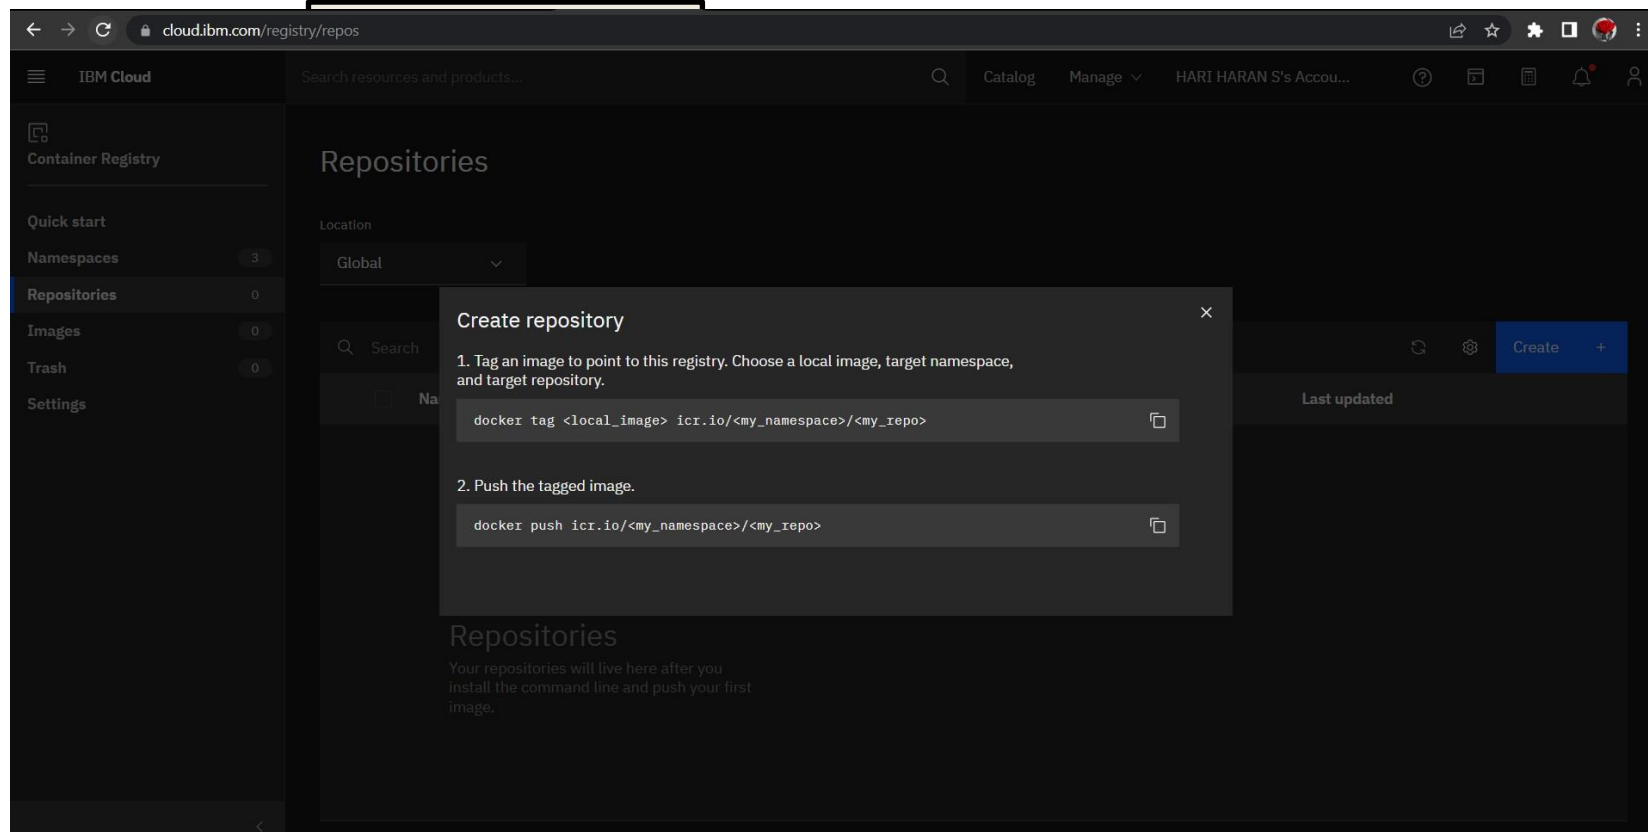 cloud.ibm.com/registry/repos
IBM Cloud
Search resources and products...
Catalog
Manage
HARI HARAN S's Accou...
Container Registry
Quick start
Namespaces 3
Repositories 0
Images 0
Trash 0
Settings
Repositories
Location
Global
Search
Create +
Na
Last updated
Create repository
1. Tag an image to point to this registry. Choose a local image, target namespace,
and target repository.
docker tag <local_image> icr.io/<my_namespace>/<my_repo>
2. Push the tagged image.
docker push icr.io/<my_namespace>/<my_repo>
Repositories
Your repositories will live here after you
install the command line and push your first
image.